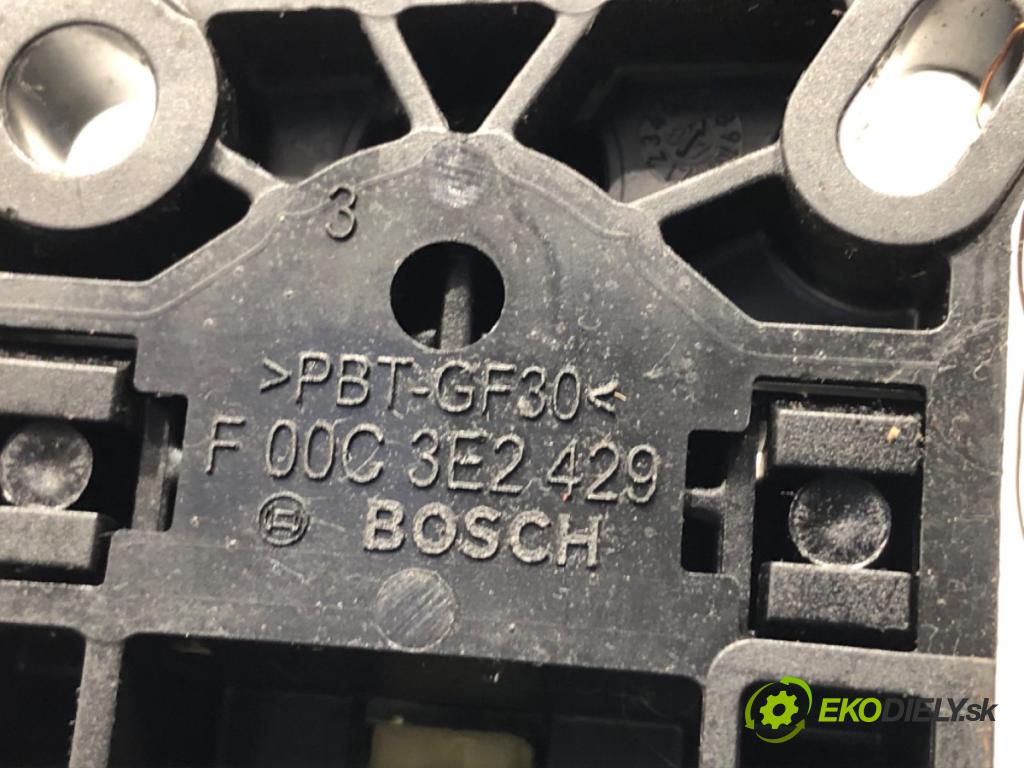 3
>PBT-GF30<
F 00C 3E2 429
BOSCH
EKODIELY.sk